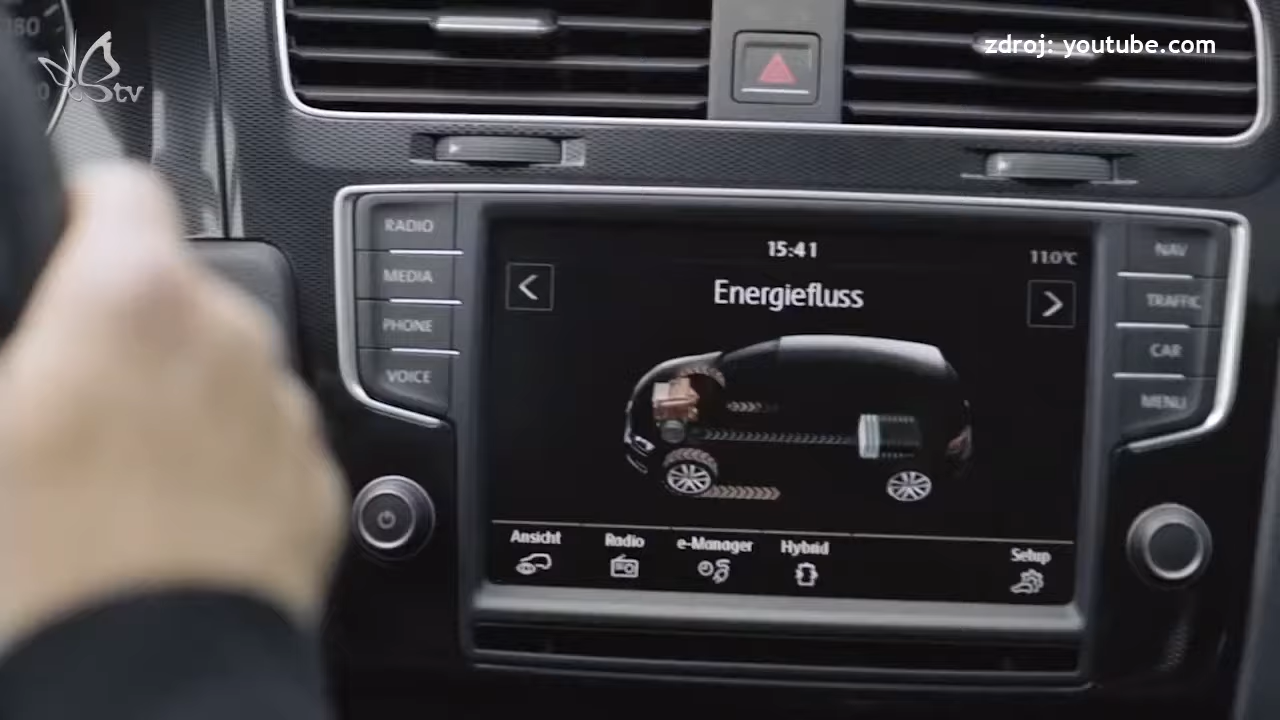 zdroj: youtube.com
tv
RADIO
MEDIA
PHONE
VOICE
15:41
11.0°C
Energiefluss
NAV
TRAFFIC
CAR
MENU
Ansicht
Radio
e-Manager
Hybrid
Setup